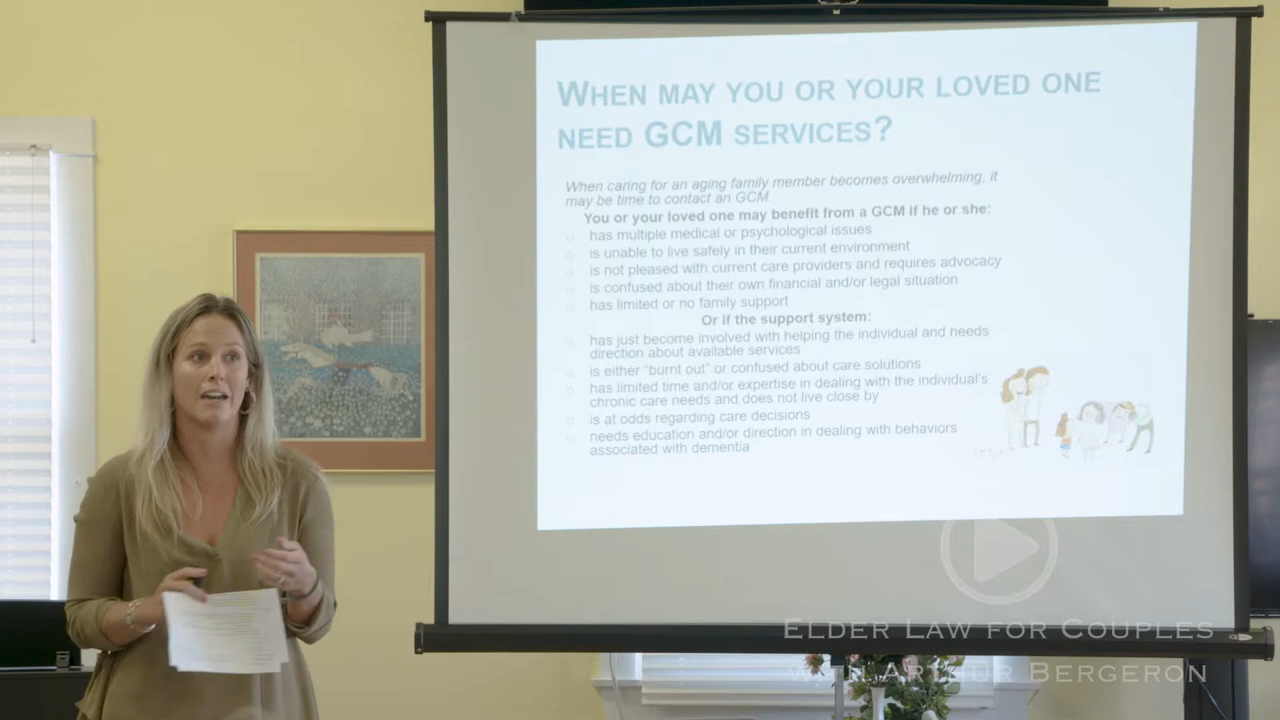 WHEN MAY YOU OR YOUR LOVED ONE
NEED GCM SERVICES?
When caring for an aging family member becomes overwhelming, it
may be time to contact an GCM.
You or your loved one may benefit from a GCM if he or she:
has multiple medical or psychological issues
is unable to live safely in their current environment
is not pleased with current care providers and requires advocacy
is confused about their own financial and/or legal situation
has limited or no family support
Or if the support system:
has just become involved with helping the individual and needs
direction about available services
is either "burnt out" or confused about care solutions
has limited time and/or expertise in dealing with the individual's
chronic care needs and does not live close by
is at odds regarding care decisions
needs education and/or direction in dealing with behaviors
associated with dementia
ELDER LAW FOR COUPLES
WITH ARTHUR BERGERON